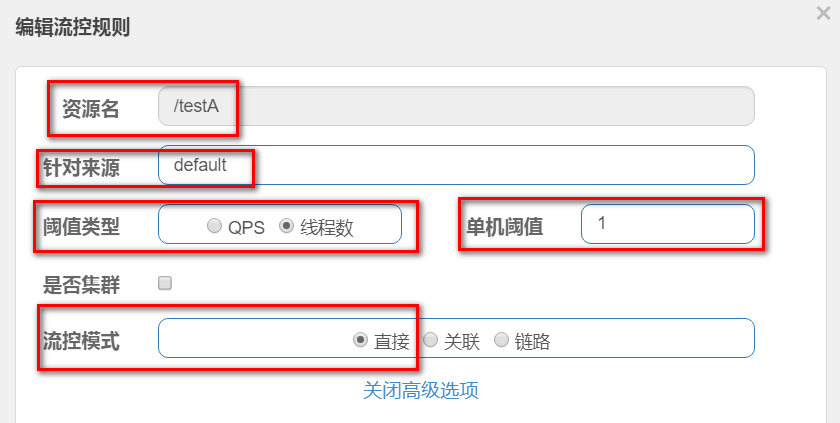 编辑流控规则 ×
资源名 /testA
针对来源 default
阈值类型 QPS 线程数 单机阈值 1
是否集群
流控模式 直接 关联 链路
关闭高级选项